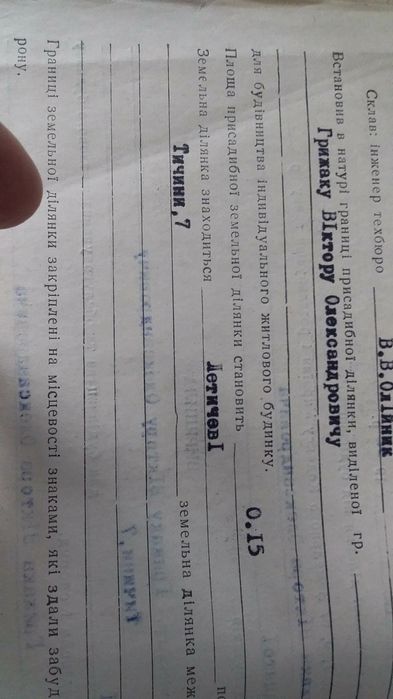 Склав: інженер техбюро В.В.Олійник
Встановив в натурі границі присадибної ділянки, виділеної гр.
Грижаку ВІктору Олександровичу
для будівництва індивідуального житлового будинку.
Площа присадибної земельної ділянки становить 0.15
Земельна ділянка знаходиться ЛетичевІ
Тичини,7 земельна ділянка меж
Границі земельної ділянки закріплені на місцевості знаками, які здали забуд
рону.